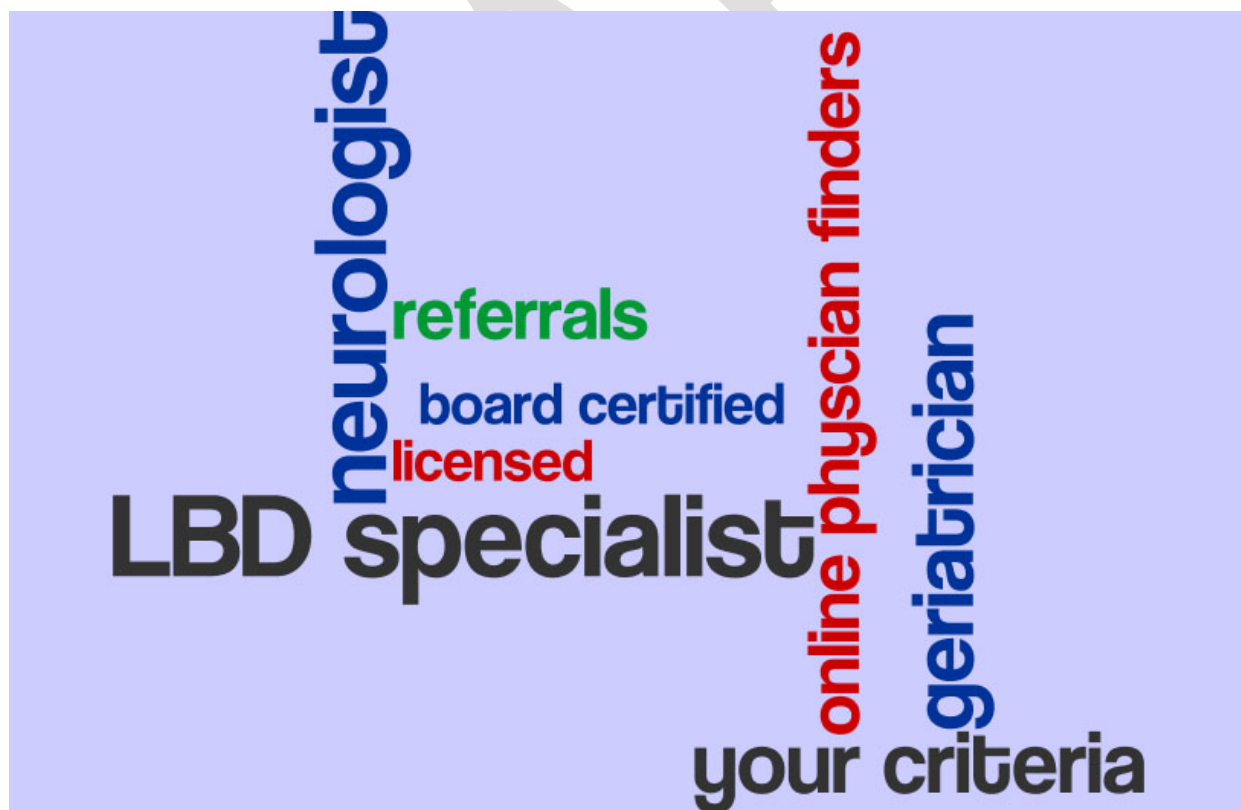 neurologist
referrals
board certified
licensed
LBD specialist
online physcian finders
geriatrician
your criteria